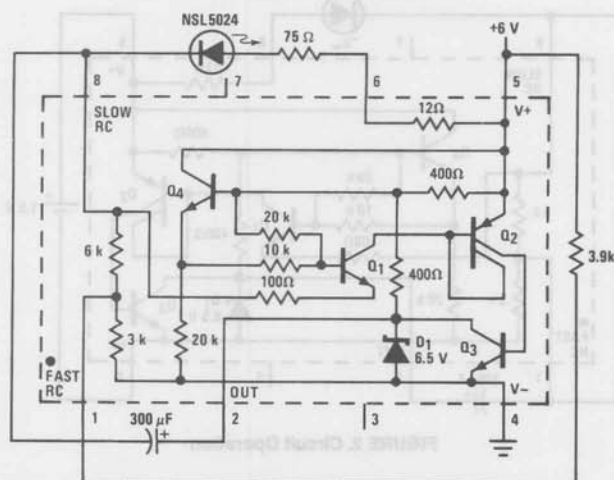 NSL5024
75 Ω
+6 V
8
7
6
5
SLOW
RC
12Ω
V+
Q4
400Ω
Q2
20 k
6 k
10 k
Q1
3.9k
100Ω
400Ω
3 k
20 k
D1
6.5 V
Q3
FAST
RC
OUT
V−
1
300 μF
+
2
3
4
FIGURE 2. Circuit Operation